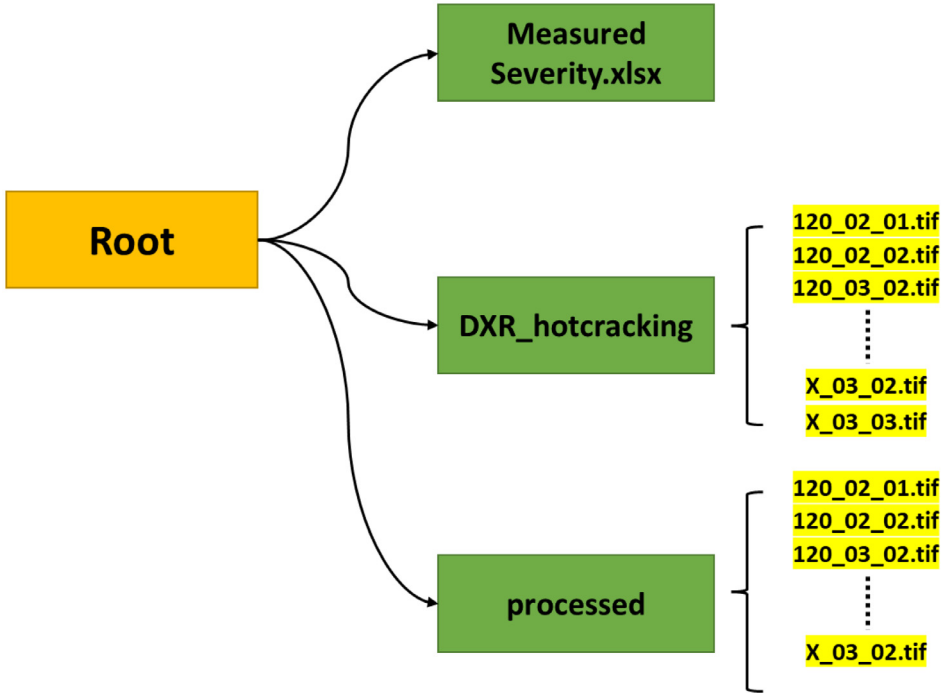 Measured
Severity.xlsx
Root
DXR_hotcracking
120_02_01.tif
120_02_02.tif
120_03_02.tif
X_03_02.tif
X_03_03.tif
processed
120_02_01.tif
120_02_02.tif
120_03_02.tif
X_03_02.tif